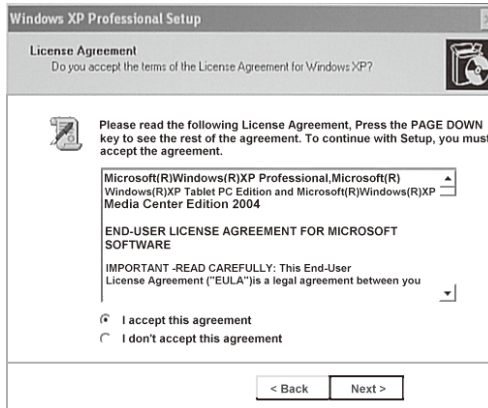 Windows XP Professional Setup
License Agreement
Do you accept the terms of the License Agreement for Windows XP?
Please read the following License Agreement, Press the PAGE DOWN
key to see the rest of the agreement. To continue with Setup, you must
accept the agreement.
Microsoft(R)Windows(R)XP Professional,Microsoft(R)
Windows(R)XP Tablet PC Edition and Microsoft(R)Windows(R)XP
Media Center Edition 2004
END-USER LICENSE AGREEMENT FOR MICROSOFT
SOFTWARE
IMPORTANT -READ CAREFULLY: This End-User
License Agreement ("EULA")is a legal agreement between you
I accept this agreement
I don't accept this agreement
< Back
Next >